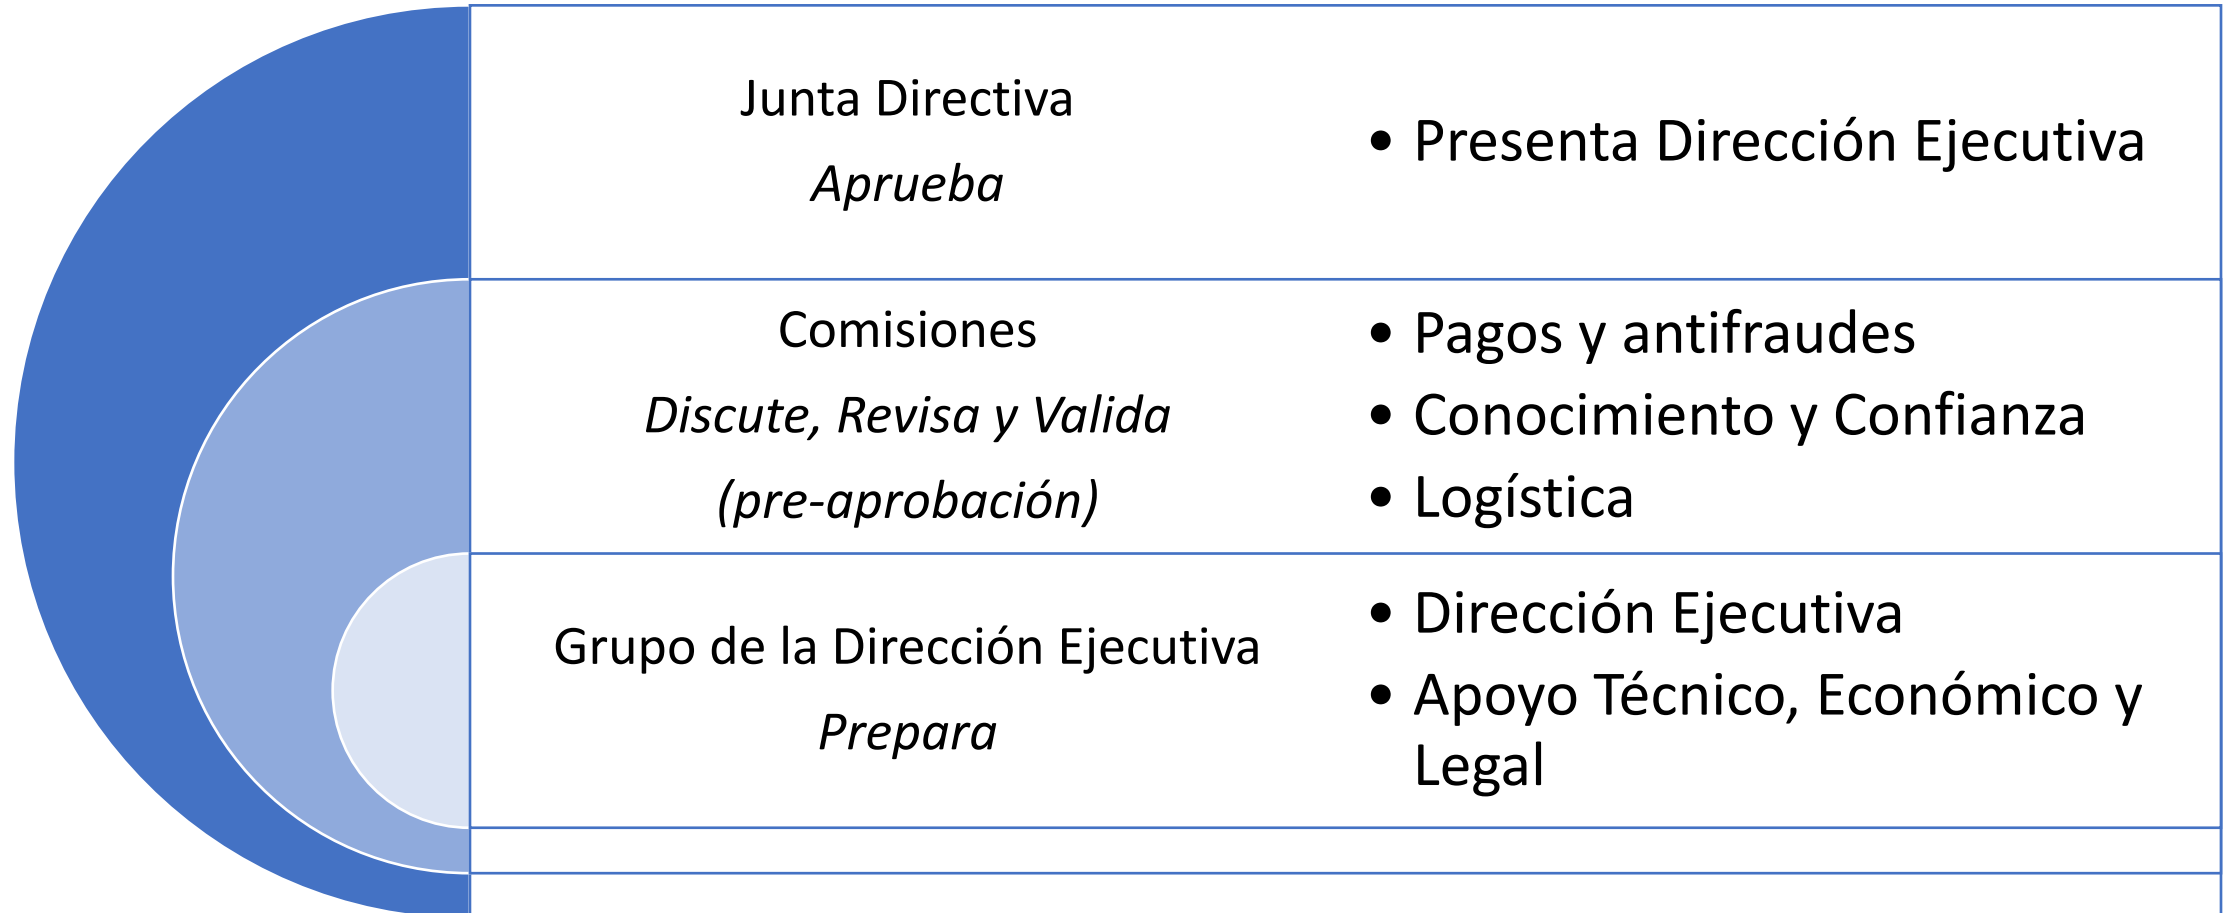 Junta Directiva
Aprueba
• Presenta Dirección Ejecutiva
Comisiones
Discute, Revisa y Valida
(pre-aprobación)
• Pagos y antifraudes
• Conocimiento y Confianza
• Logística
Grupo de la Dirección Ejecutiva
Prepara
• Dirección Ejecutiva
• Apoyo Técnico, Económico y
Legal